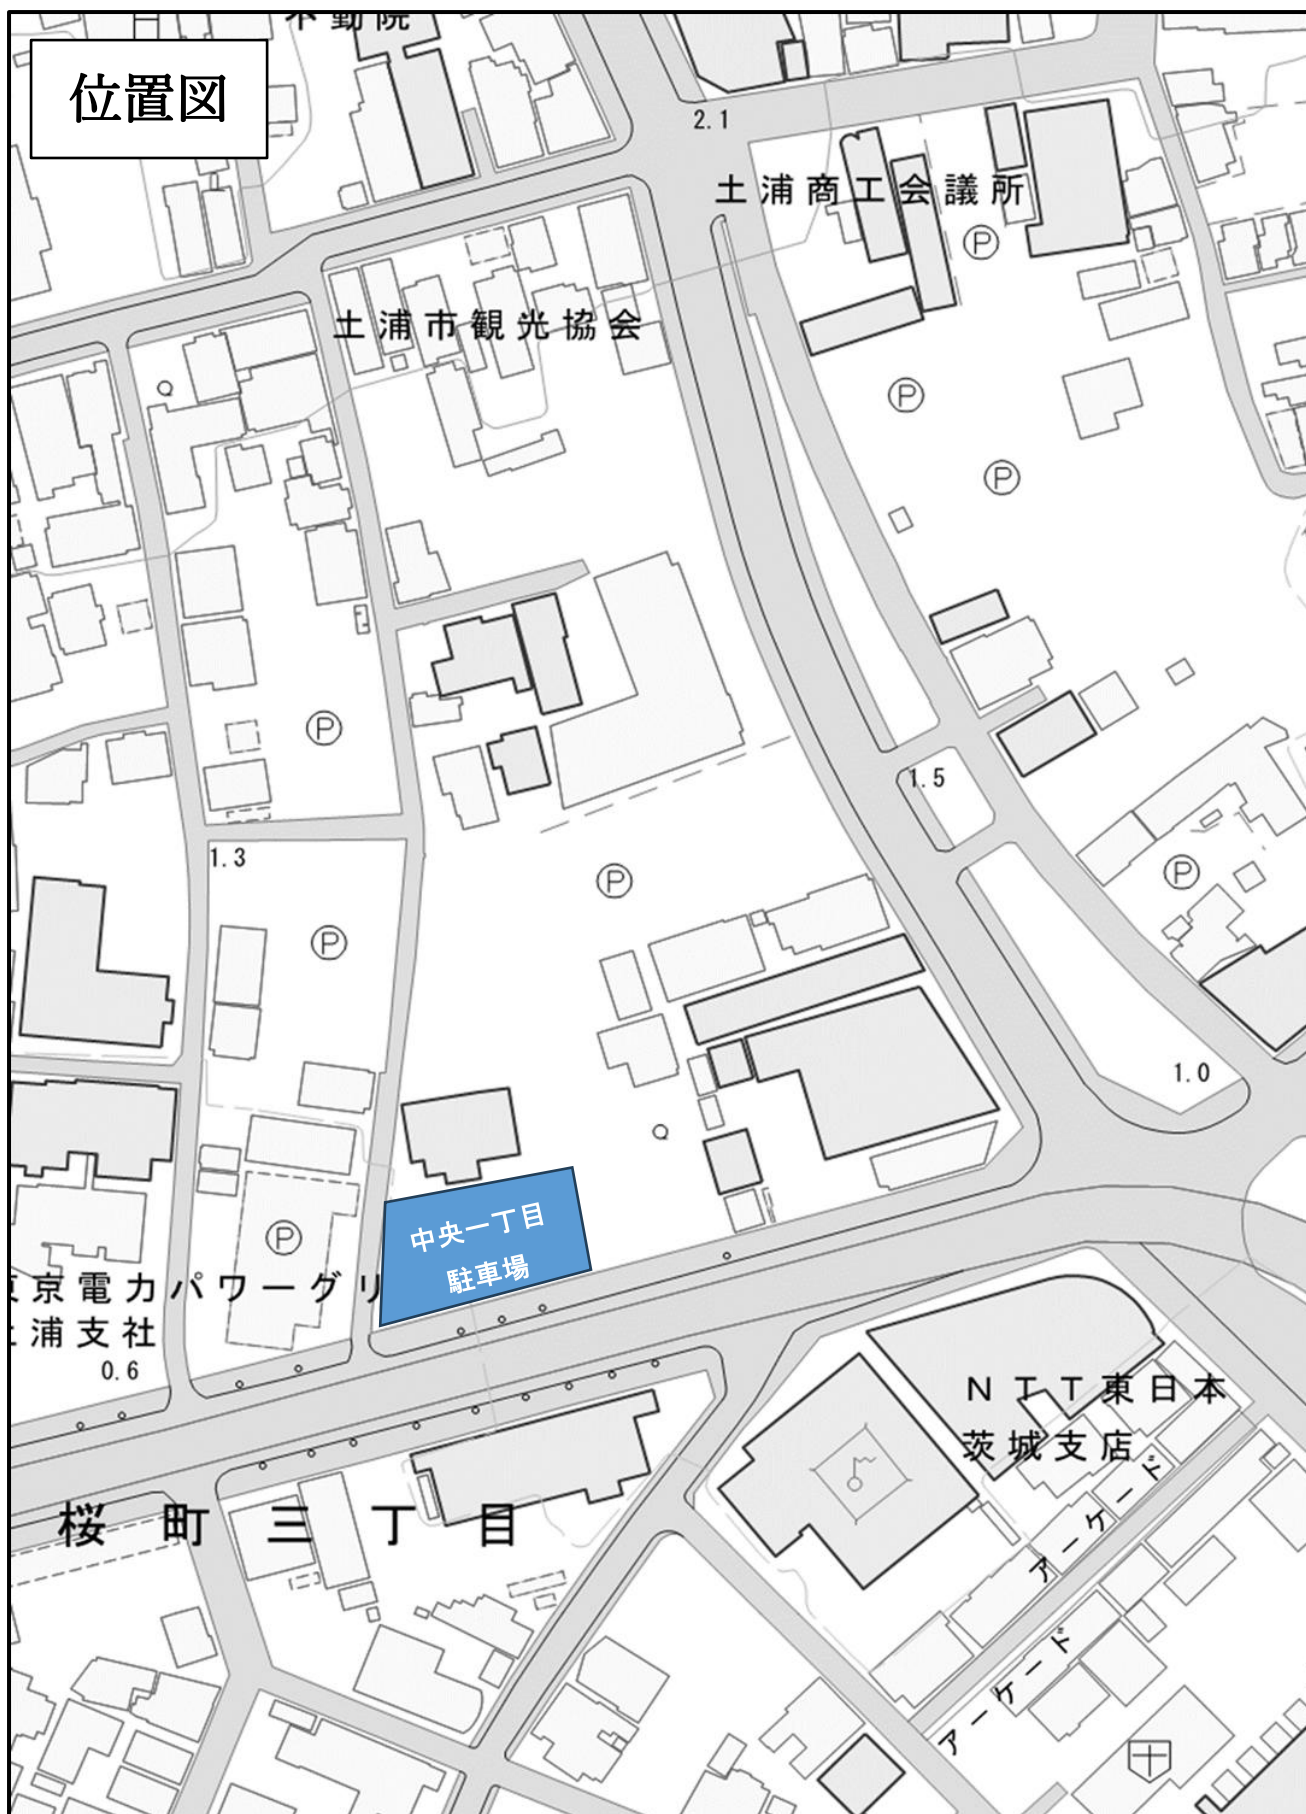 不動院
位置図
2.1
土浦商工会議所
Ⓟ
土浦市観光協会
Ⓟ
Ⓟ
Ⓟ
1.5
1.3
Ⓟ
Ⓟ
Ⓟ
1.0
中央一丁目
駐車場
Ⓟ
京電力パワーグリ
浦支社
0.6
NTT東日本
茨城支店
桜町三丁目
アーケード
アーケード